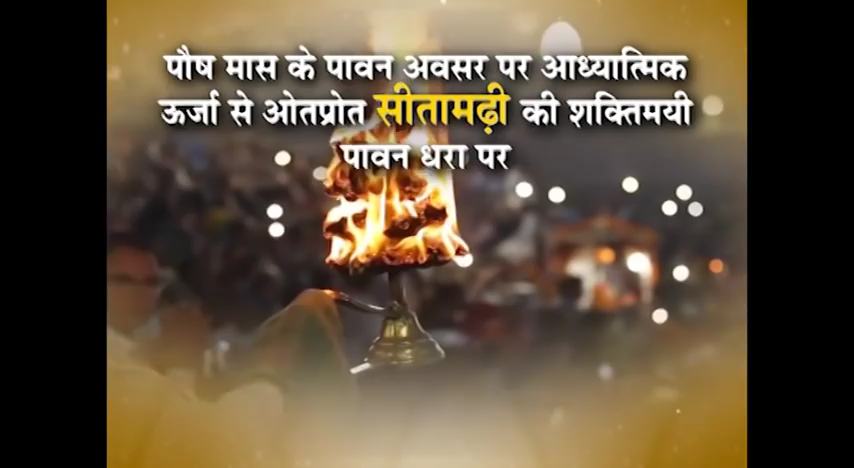 पौष मास के पावन अवसर पर आध्यात्मिक
ऊर्जा से ओतप्रोत सीतामढ़ी की शक्तिमयी
पावन धरा पर